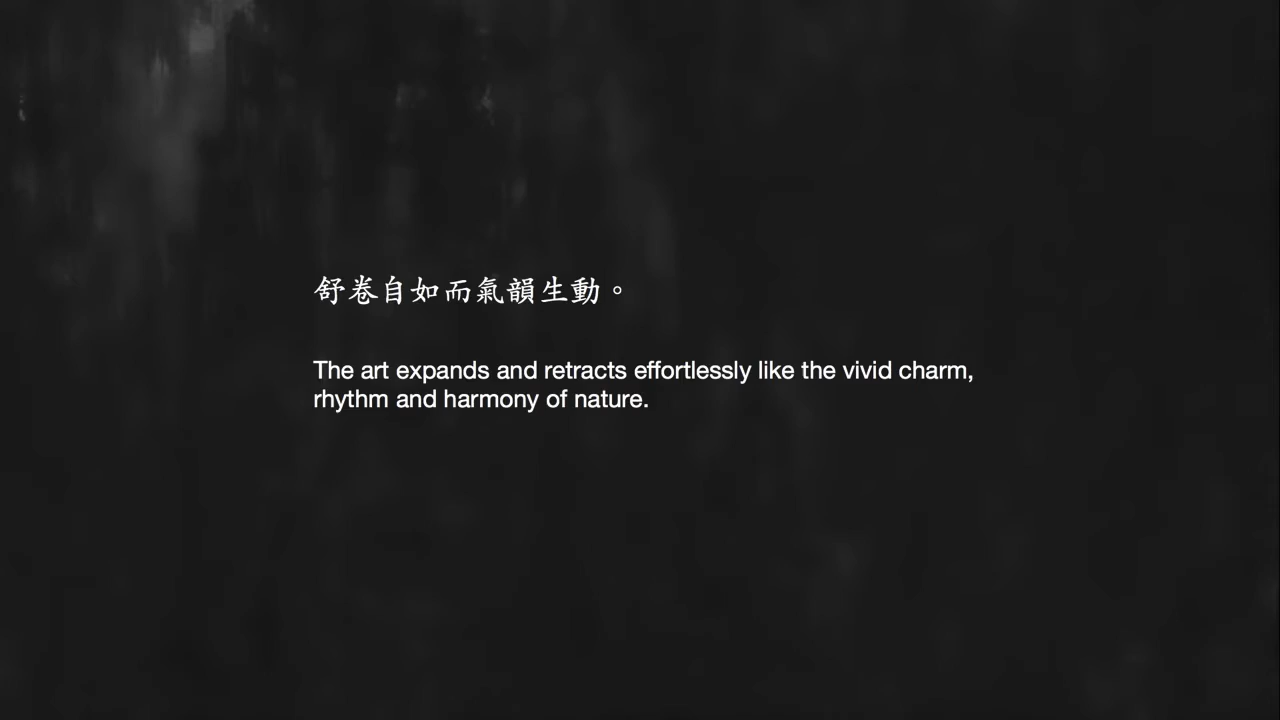 舒卷自如而氣韻生動。
The art expands and retracts effortlessly like the vivid charm,
rhythm and harmony of nature.